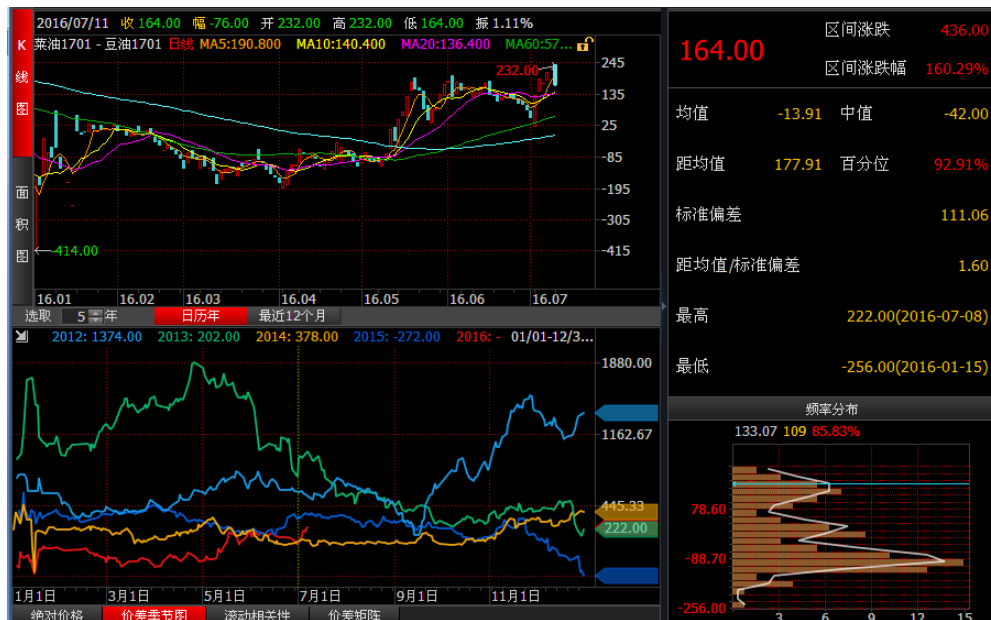 2016/07/11 收 164.00 幅 -76.00 开 232.00 高 232.00 低 164.00 振 1.11%
菜油1701 - 豆油1701 日线 MA5:190.800 MA10:140.400 MA20:136.400 MA60:57...
K
线
图
面
积
图
232.00
-414.00
245
135
25
-85
-195
-305
-415
16.01 16.02 16.03 16.04 16.05 16.06 16.07
选取 5 年 日历年 最近12个月
2012: 1374.00 2013: 202.00 2014: 378.00 2015: -272.00 2016: - 01/01-12/3...
1880.00
1162.67
445.33
222.00
1月1日 3月1日 5月1日 7月1日 9月1日 11月1日
绝对价格 价差季节图 滚动相关性 价差矩阵
164.00
区间涨跌 436.00
区间涨跌幅 160.29%
均值 -13.91 中值 -42.00
距均值 177.91 百分位 92.91%
标准偏差 111.06
距均值/标准偏差 1.60
最高 222.00(2016-07-08)
最低 -256.00(2016-01-15)
频率分布
133.07 109 85.83%
78.60
-88.70
-256.00
3 6 9 12 15